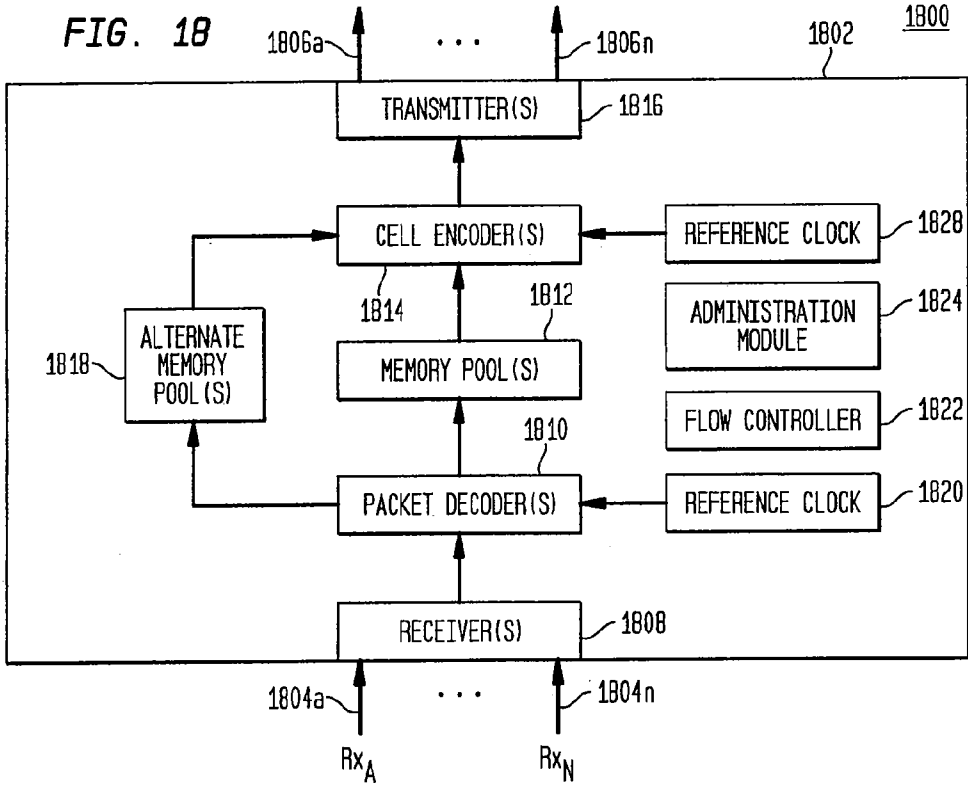 FIG. 18
1800
1806a
...
1806n
1802
TRANSMITTER(S)
1816
CELL ENCODER(S)
1814
REFERENCE CLOCK
1828
1812
ADMINISTRATION
MODULE
1824
ALTERNATE
MEMORY
POOL(S)
1818
MEMORY POOL(S)
FLOW CONTROLLER
1822
1810
PACKET DECODER(S)
REFERENCE CLOCK
1820
RECEIVER(S)
1808
1804a
...
1804n
RxA
RxN